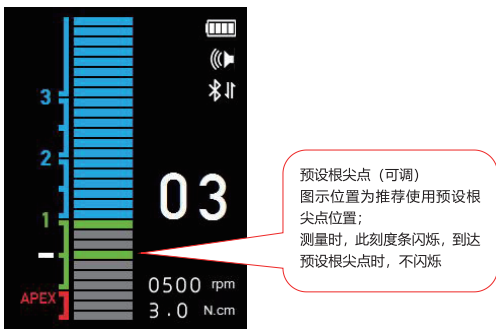 3
2
1
APEX
03
0500 rpm
3.0 N.cm
预设根尖点（可调）
图示位置为推荐使用预设根
尖点位置；
测量时，此刻度条闪烁，到达
预设根尖点时，不闪烁